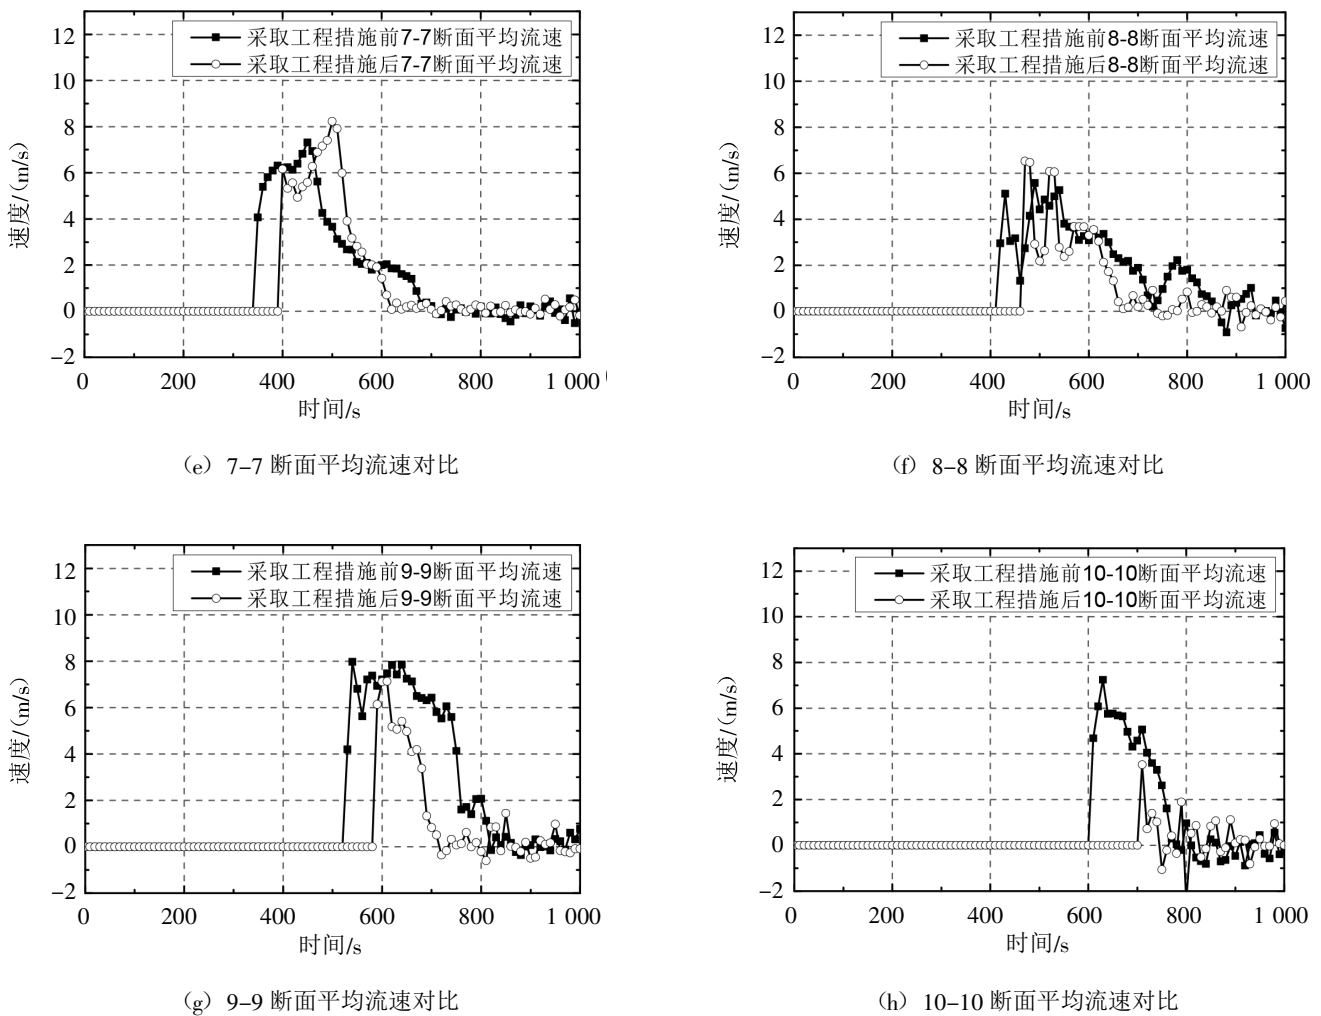 采取工程措施前7-7断面平均流速
采取工程措施后7-7断面平均流速
12
10
8
6
4
2
0
−2
速度/(m/s)
0 200 400 600 800 1 000
时间/s
(e) 7–7 断面平均流速对比
采取工程措施前8-8断面平均流速
采取工程措施后8-8断面平均流速
12
10
8
6
4
2
0
−2
速度/(m/s)
0 200 400 600 800 1 000
时间/s
(f) 8–8 断面平均流速对比
采取工程措施前9-9断面平均流速
采取工程措施后9-9断面平均流速
12
10
8
6
4
2
0
−2
速度/(m/s)
0 200 400 600 800 1 000
时间/s
(g) 9–9 断面平均流速对比
采取工程措施前10-10断面平均流速
采取工程措施后10-10断面平均流速
12
10
8
6
4
2
0
−2
速度/(m/s)
0 200 400 600 800 1 000
时间/s
(h) 10–10 断面平均流速对比